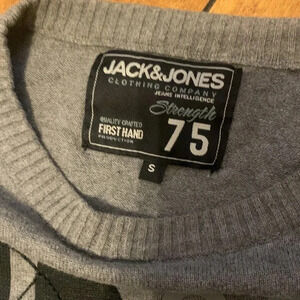 JACK&JONES
CLOTHING COMPANY
JEANS INTELLIGENCE
Strength
QUALITY CRAFTED
FIRST HAND
PRODUCTION
75
S